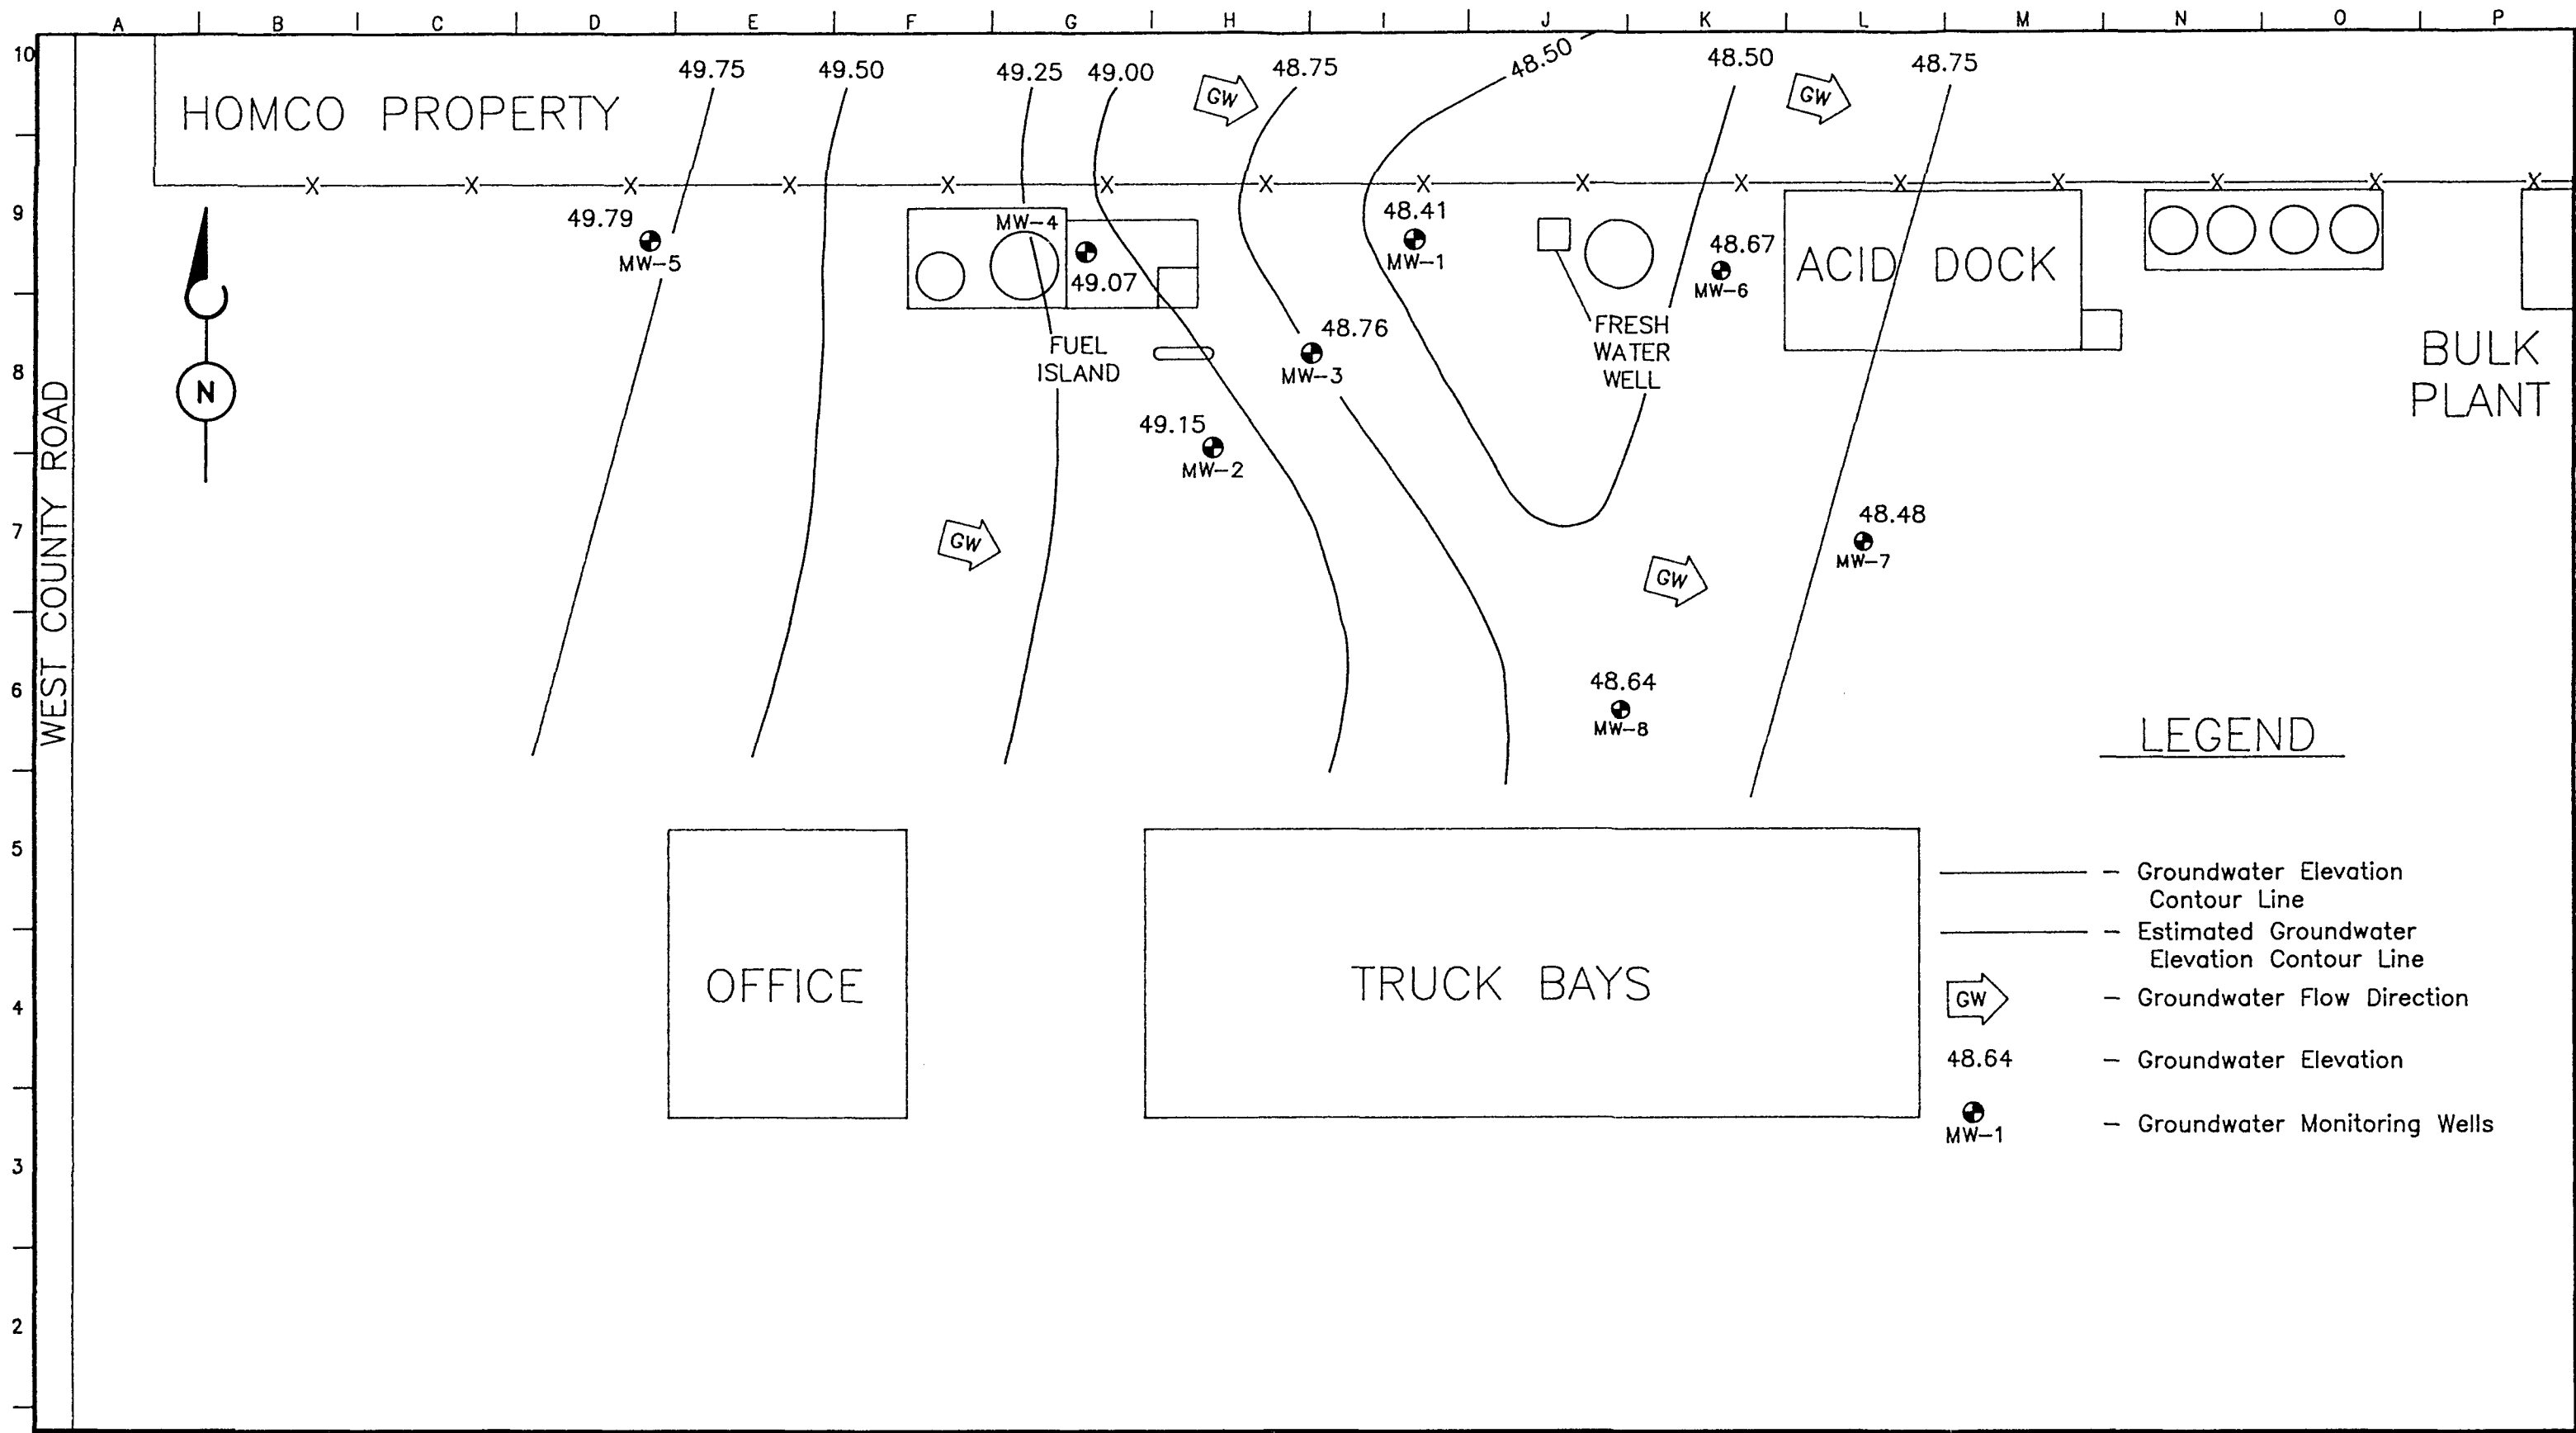 A B C D E F G H I J K L M N O P
10
9
8
7
6
5
4
3
2
WEST COUNTY ROAD
HOMCO PROPERTY
49.75
49.50
49.25
49.00
48.75
48.50
48.50
48.75
GW
GW
X X X X X X X X X X X X X X X
49.79
MW-5
MW-4
49.07
48.41
MW-1
48.67
MW-6
ACID DOCK
N
FUEL
ISLAND
48.76
MW-3
FRESH
WATER
WELL
BULK
PLANT
49.15
MW-2
GW
48.48
MW-7
GW
48.64
MW-8
OFFICE
TRUCK BAYS
LEGEND
- Groundwater Elevation
Contour Line
- Estimated Groundwater
Elevation Contour Line
GW - Groundwater Flow Direction
48.64 - Groundwater Elevation
MW-1 - Groundwater Monitoring Wells